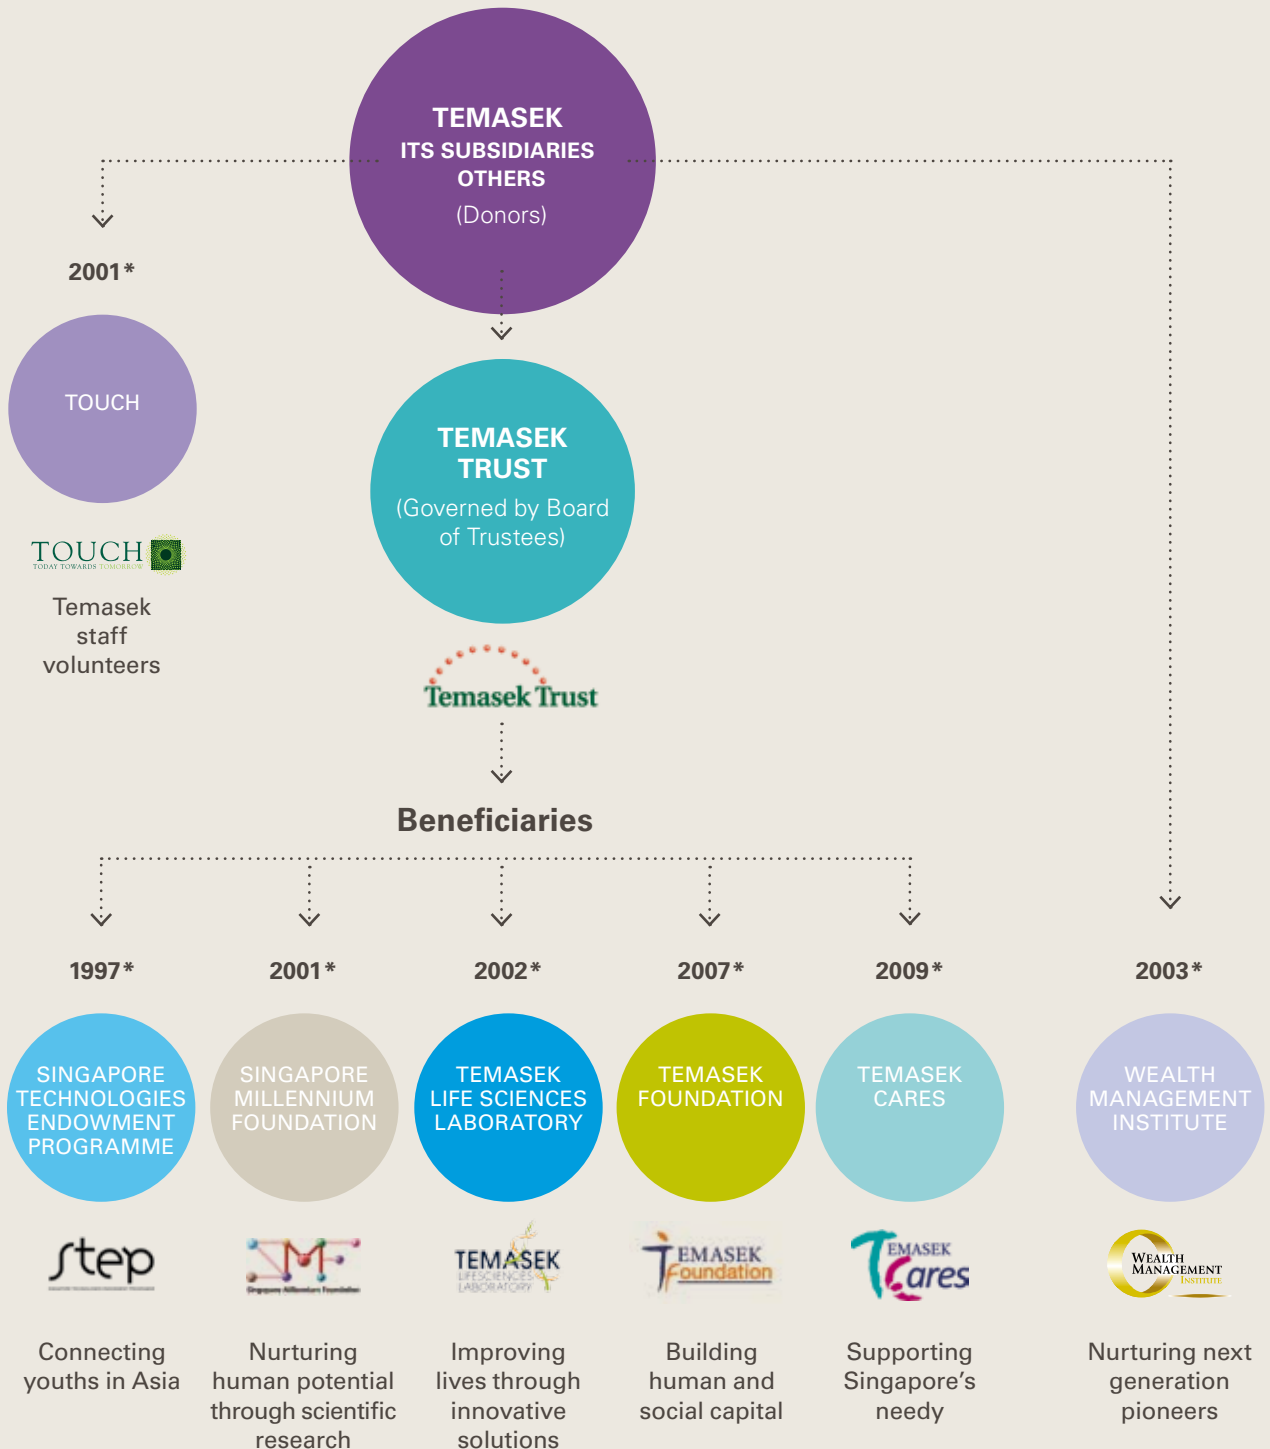 TEMASEK
ITS SUBSIDIARIES
OTHERS
(Donors)
2001*
TOUCH
TOUCH
TODAY TOWARDS TOMORROW
Temasek
staff
volunteers
TEMASEK
TRUST
(Governed by Board
of Trustees)
Temasek Trust
Beneficiaries
1997*
2001*
2002*
2007*
2009*
2003*
SINGAPORE
TECHNOLOGIES
ENDOWMENT
PROGRAMME
SINGAPORE
MILLENNIUM
FOUNDATION
TEMASEK
LIFE SCIENCES
LABORATORY
TEMASEK
FOUNDATION
TEMASEK
CARES
WEALTH
MANAGEMENT
INSTITUTE
step
SMF
Singapore Millennium Foundation
TEMASEK
LIFESCIENCES
LABORATORY
TEMASEK
Foundation
TEMASEK
Cares
WEALTH
MANAGEMENT
INSTITUTE
Connecting
youths in Asia
Nurturing
human potential
through scientific
research
Improving
lives through
innovative
solutions
Building
human and
social capital
Supporting
Singapore's
needy
Nurturing next
generation
pioneers